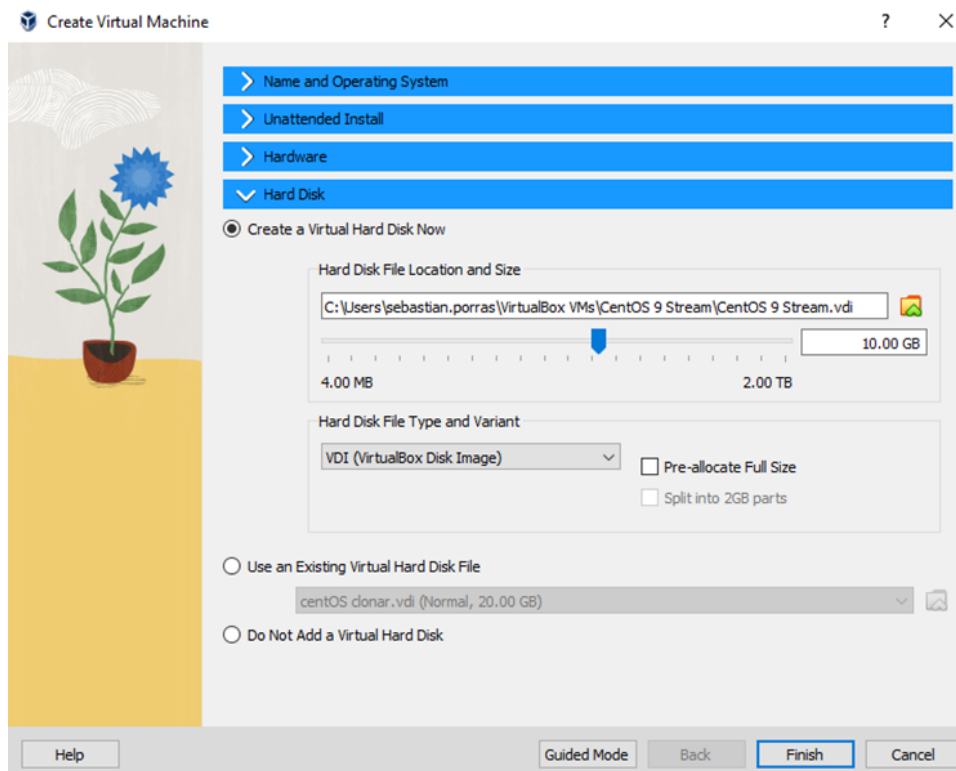 Create Virtual Machine
?
Name and Operating System
Unattended Install
Hardware
Hard Disk
Create a Virtual Hard Disk Now
Hard Disk File Location and Size
C:\Users\sebastian.porras\VirtualBox VMs\CentOS 9 Stream\CentOS 9 Stream.vdi
10.00 GB
4.00 MB 2.00 TB
Hard Disk File Type and Variant
VDI (VirtualBox Disk Image)
Pre-allocate Full Size
Split into 2GB parts
Use an Existing Virtual Hard Disk File
centOS clonar.vdi (Normal, 20.00 GB)
Do Not Add a Virtual Hard Disk
Help Guided Mode Back Finish Cancel